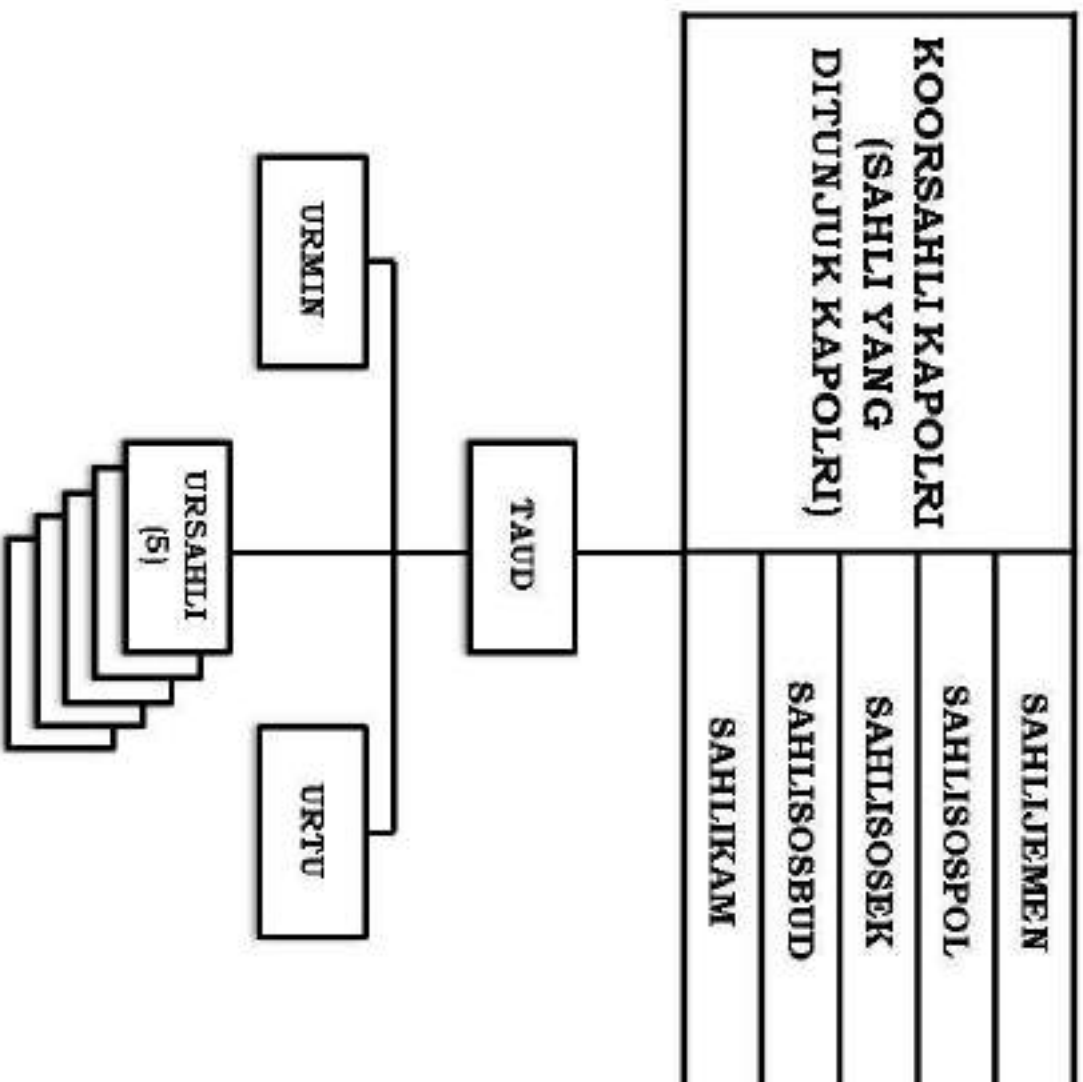 KOORSAHLI KAPOLRI
(SAHLI YANG
DITUNJUK KAPOLRI)
SAHLIJEMEN
SAHLISOSPOL
SAHLISOSEK
SAHLISOSBUD
SAHLIKAM
TAUD
URMIN
URTU
URSAHLI
(5)